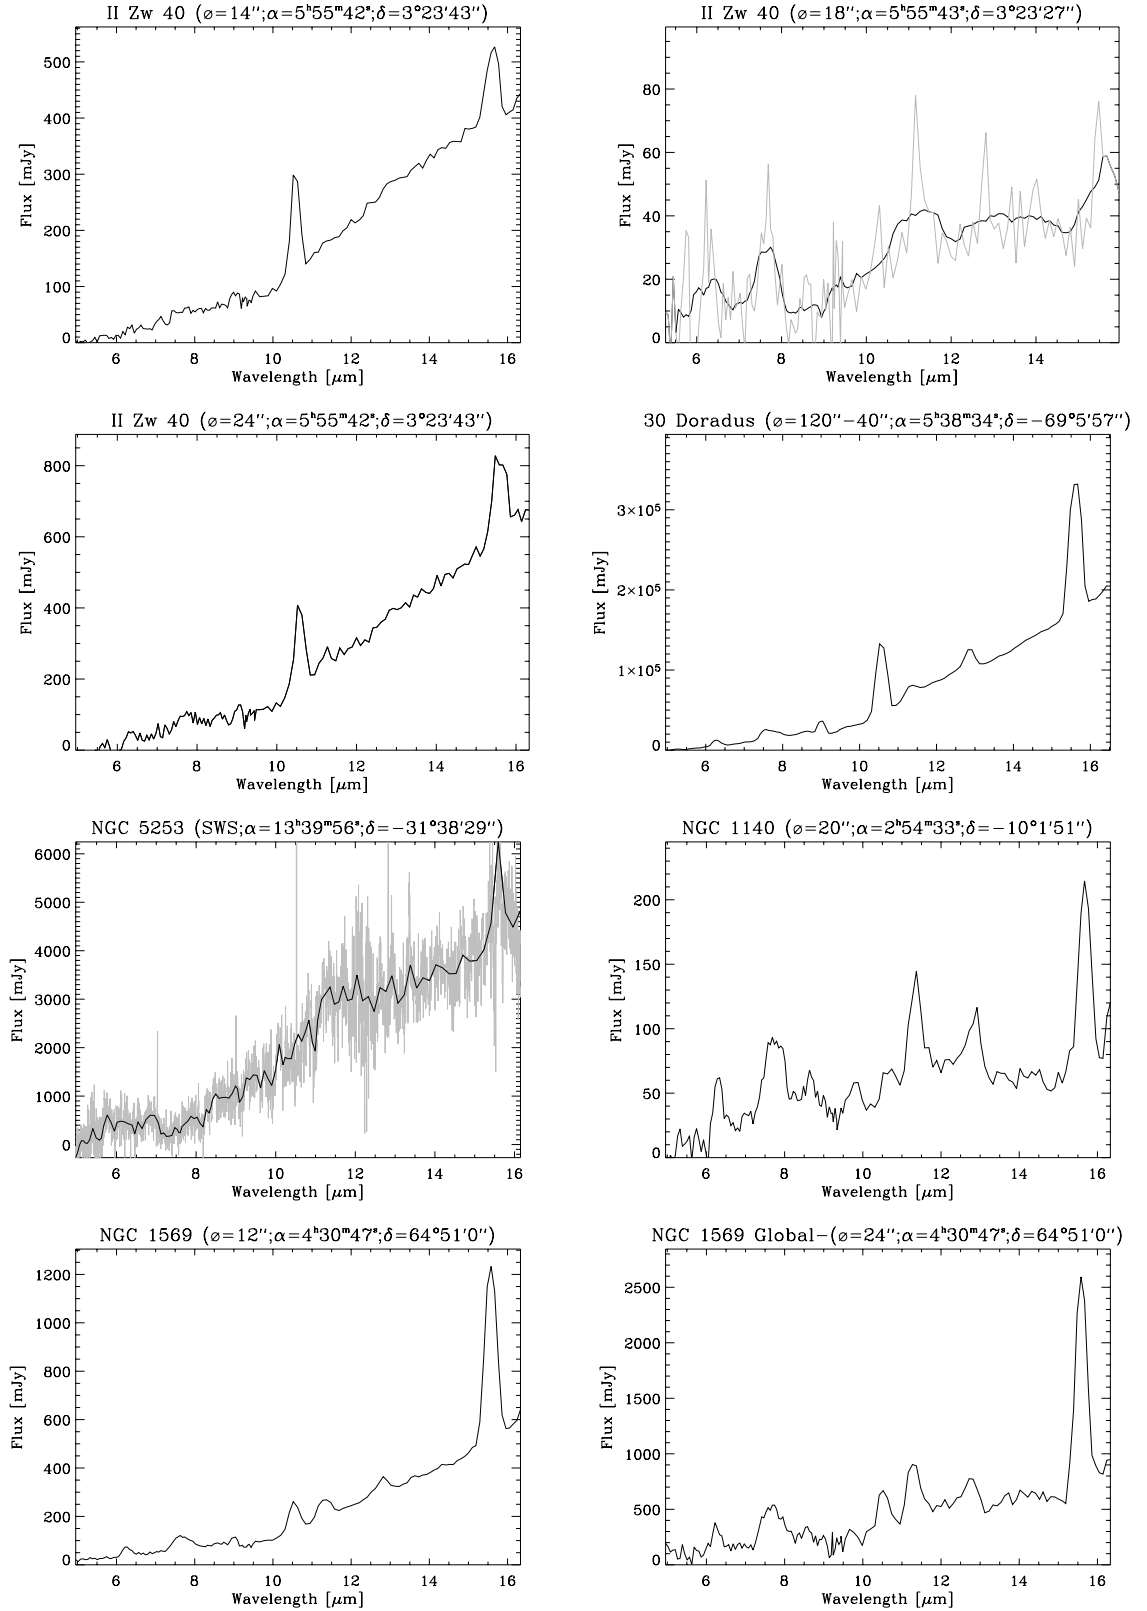 II Zw 40 (⌀=14″;α=5ʰ55ᵐ42ˢ;δ=3°23′43″)
Flux [mJy]
500
400
300
200
100
0
6 8 10 12 14 16
Wavelength [μm]
II Zw 40 (⌀=18″;α=5ʰ55ᵐ43ˢ;δ=3°23′27″)
Flux [mJy]
80
60
40
20
0
6 8 10 12 14
Wavelength [μm]
II Zw 40 (⌀=24″;α=5ʰ55ᵐ42ˢ;δ=3°23′43″)
Flux [mJy]
800
600
400
200
0
6 8 10 12 14 16
Wavelength [μm]
30 Doradus (⌀=120″−40″;α=5ʰ38ᵐ34ˢ;δ=−69°5′57″)
Flux [mJy]
3×10⁵
2×10⁵
1×10⁵
0
6 8 10 12 14 16
Wavelength [μm]
NGC 5253 (SWS;α=13ʰ39ᵐ56ˢ;δ=−31°38′29″)
Flux [mJy]
6000
5000
4000
3000
2000
1000
0
6 8 10 12 14 16
Wavelength [μm]
NGC 1140 (⌀=20″;α=2ʰ54ᵐ33ˢ;δ=−10°1′51″)
Flux [mJy]
200
150
100
50
0
6 8 10 12 14 16
Wavelength [μm]
NGC 1569 (⌀=12″;α=4ʰ30ᵐ47ˢ;δ=64°51′0″)
Flux [mJy]
1200
1000
800
600
400
200
0
6 8 10 12 14 16
Wavelength [μm]
NGC 1569 Global−(⌀=24″;α=4ʰ30ᵐ47ˢ;δ=64°51′0″)
Flux [mJy]
2500
2000
1500
1000
500
0
6 8 10 12 14 16
Wavelength [μm]